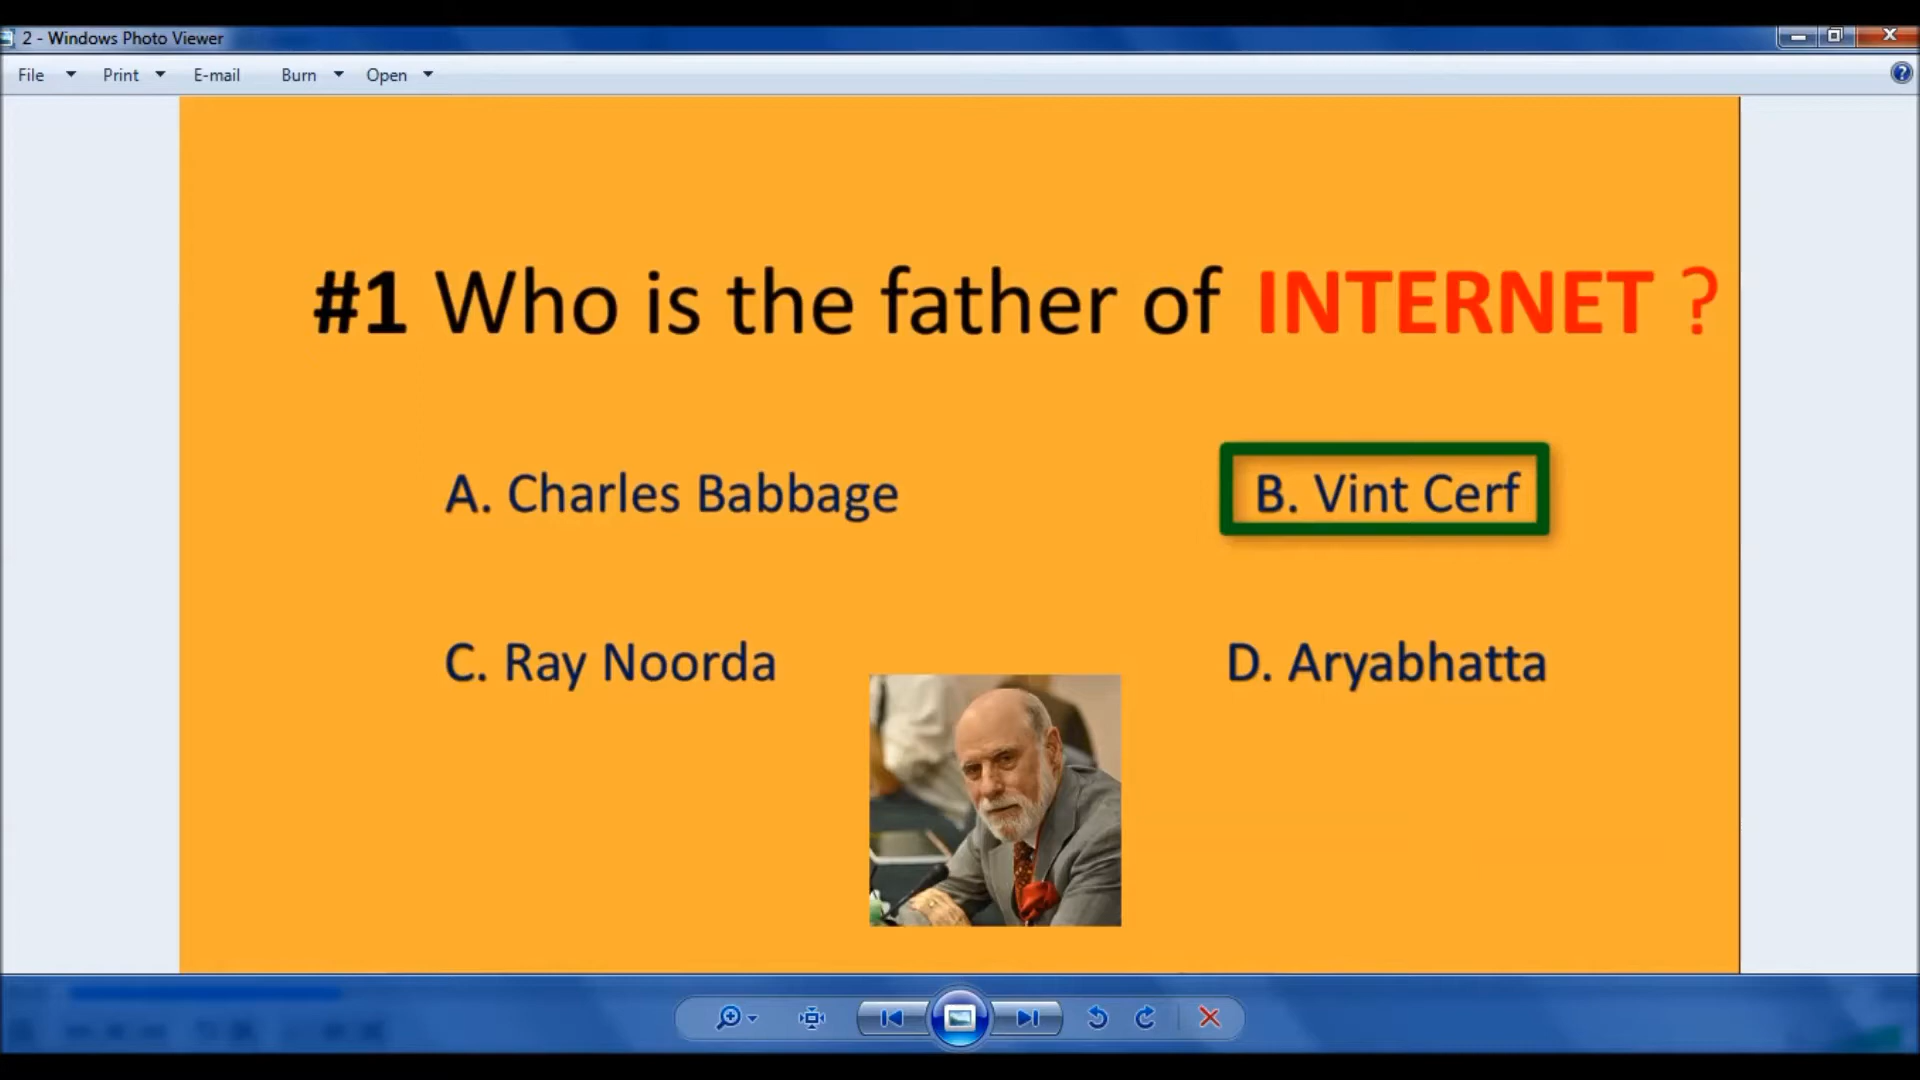 2 - Windows Photo Viewer
File Print E-mail Burn Open
#1 Who is the father of INTERNET ?
A. Charles Babbage
B. Vint Cerf
C. Ray Noorda
D. Aryabhatta